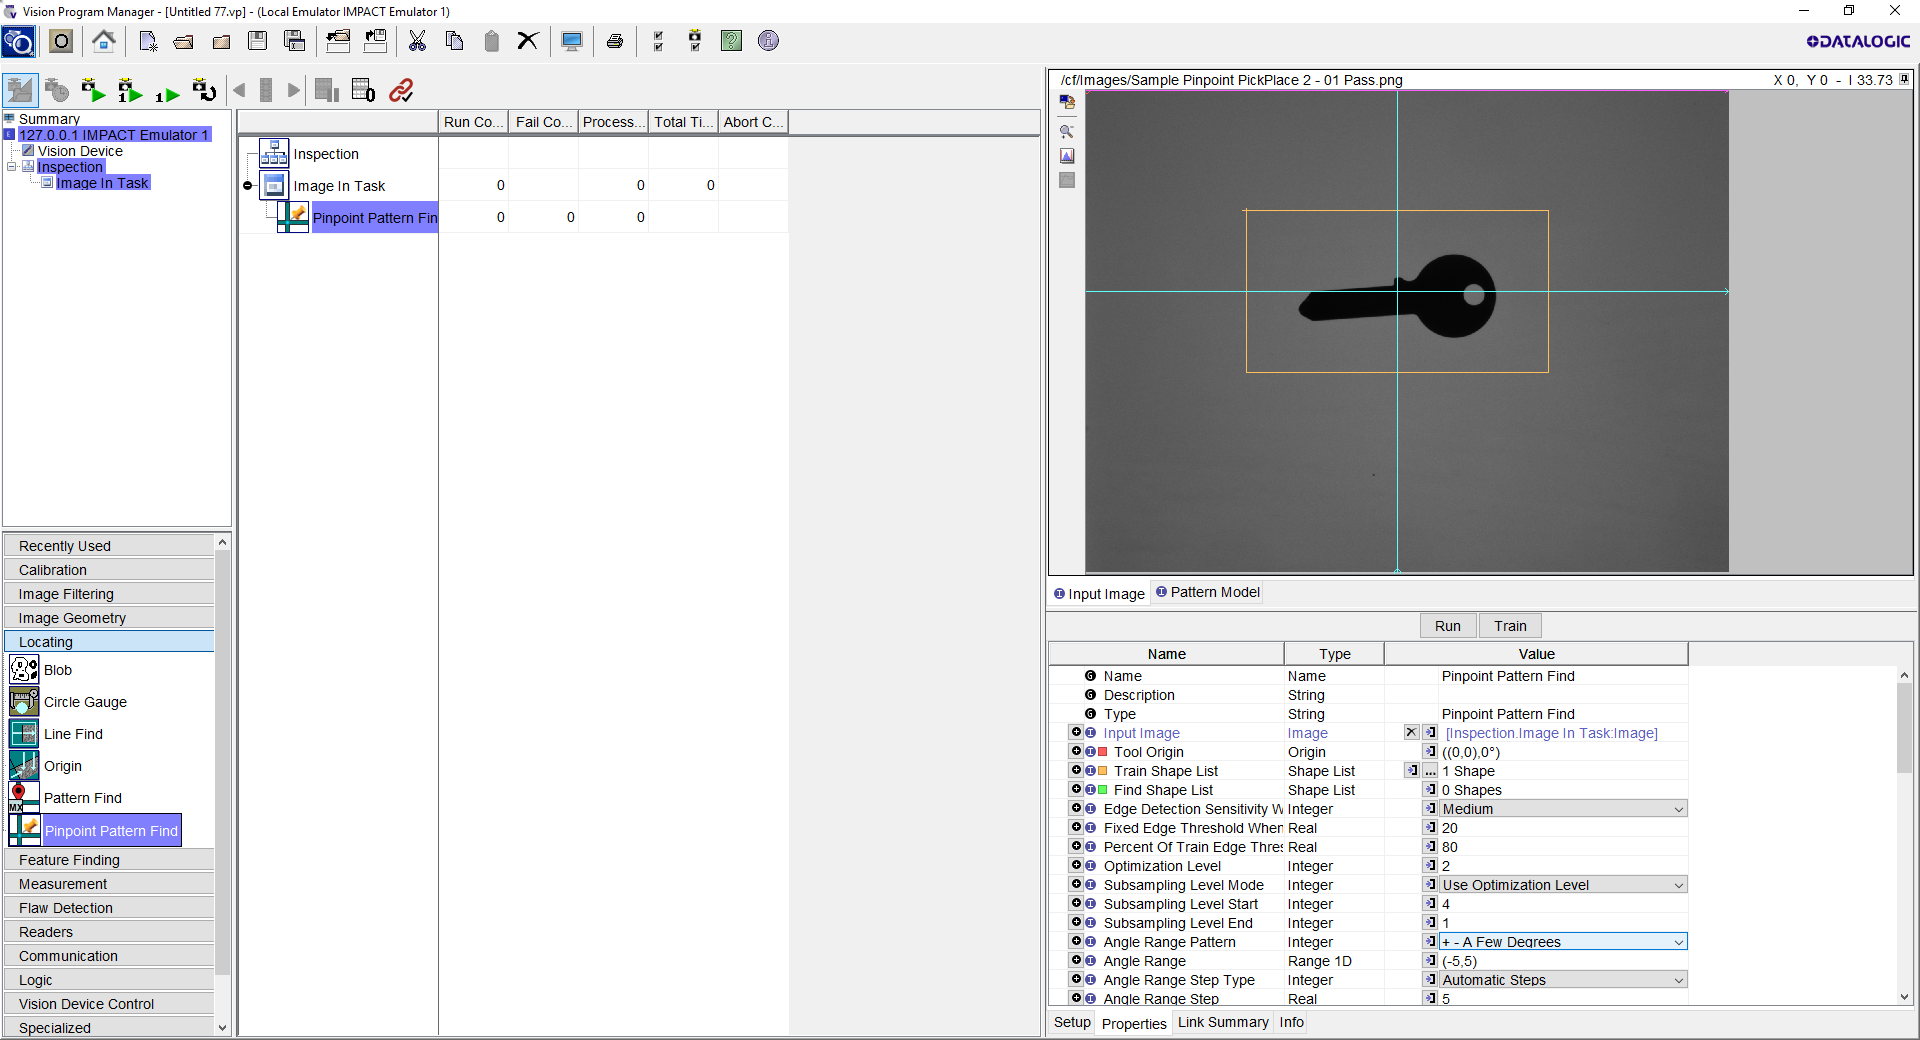 Vision Program Manager - [Untitled 77.vp] - (Local Emulator IMPACT Emulator 1)
DATALOGIC
Summary
127.0.0.1 IMPACT Emulator 1
Vision Device
Inspection
Image In Task
Run Co... Fail Co... Process... Total Ti... Abort C...
Inspection
Image In Task 0 0 0
Pinpoint Pattern Fin 0 0 0
Recently Used
Calibration
Image Filtering
Image Geometry
Locating
Blob
Circle Gauge
Line Find
Origin
Pattern Find
Pinpoint Pattern Find
Feature Finding
Measurement
Flaw Detection
Readers
Communication
Logic
Vision Device Control
Specialized
/cf/Images/Sample Pinpoint PickPlace 2 - 01 Pass.png X 0, Y 0 - I 33.73
Input Image Pattern Model
Run Train
Name Type Value
Name Name Pinpoint Pattern Find
Description String
Type String Pinpoint Pattern Find
Input Image Image [Inspection.Image In Task:Image]
Tool Origin Origin ((0,0),0°)
Train Shape List Shape List ... 1 Shape
Find Shape List Shape List 0 Shapes
Edge Detection Sensitivity W Integer Medium
Fixed Edge Threshold When Real 20
Percent Of Train Edge Thres Real 80
Optimization Level Integer 2
Subsampling Level Mode Integer Use Optimization Level
Subsampling Level Start Integer 4
Subsampling Level End Integer 1
Angle Range Pattern Integer + - A Few Degrees
Angle Range Range 1D (-5,5)
Angle Range Step Type Integer Automatic Steps
Angle Range Step Real 5
Setup Properties Link Summary Info